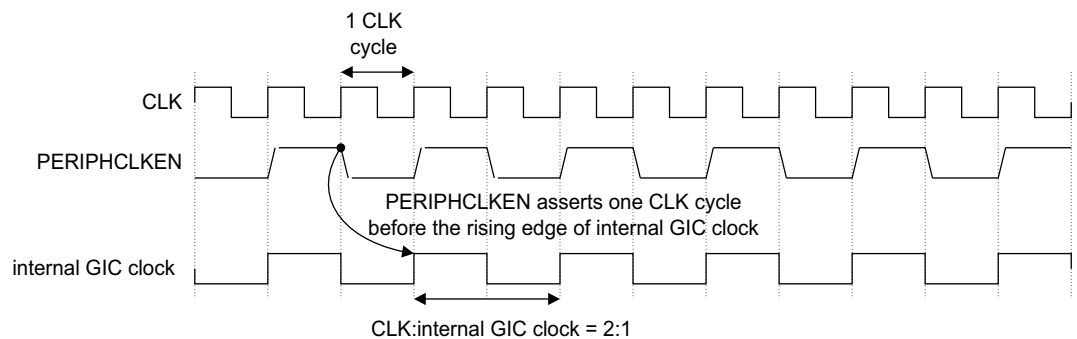 1 CLK
cycle
CLK
PERIPHCLKEN
PERIPHCLKEN asserts one CLK cycle
before the rising edge of internal GIC clock
internal GIC clock
CLK:internal GIC clock = 2:1